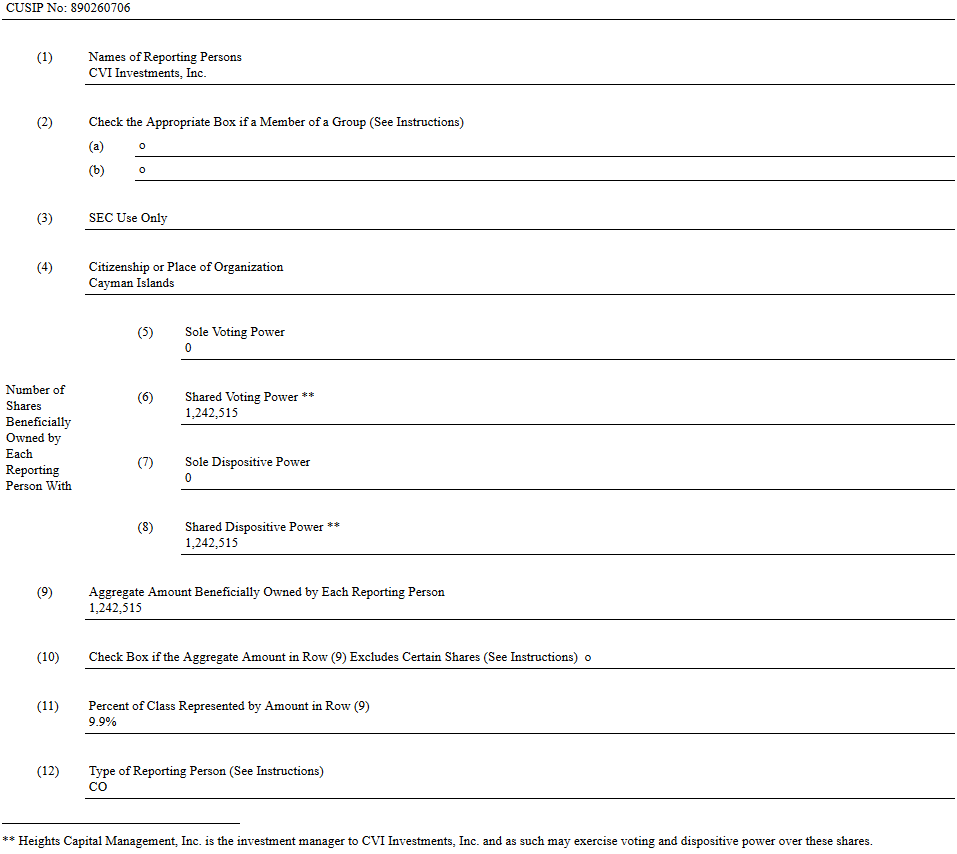 CUSIP No: 890260706
(1) Names of Reporting Persons
CVI Investments, Inc.
(2) Check the Appropriate Box if a Member of a Group (See Instructions)
(a) o
(b) o
(3) SEC Use Only
(4) Citizenship or Place of Organization
Cayman Islands
Number of
Shares
Beneficially
Owned by
Each
Reporting
Person With
(5) Sole Voting Power
0
(6) Shared Voting Power **
1,242,515
(7) Sole Dispositive Power
0
(8) Shared Dispositive Power **
1,242,515
(9) Aggregate Amount Beneficially Owned by Each Reporting Person
1,242,515
(10) Check Box if the Aggregate Amount in Row (9) Excludes Certain Shares (See Instructions) o
(11) Percent of Class Represented by Amount in Row (9)
9.9%
(12) Type of Reporting Person (See Instructions)
CO
** Heights Capital Management, Inc. is the investment manager to CVI Investments, Inc. and as such may exercise voting and dispositive power over these shares.